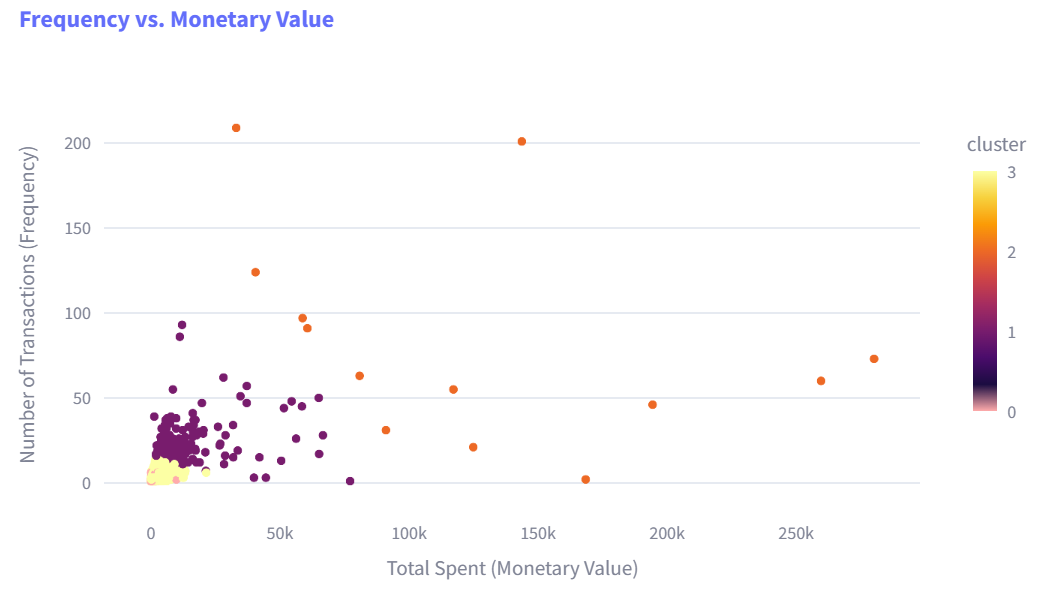 Frequency vs. Monetary Value
Number of Transactions (Frequency)
200
150
100
50
0
0
50k
100k
150k
200k
250k
Total Spent (Monetary Value)
cluster
3
2
1
0